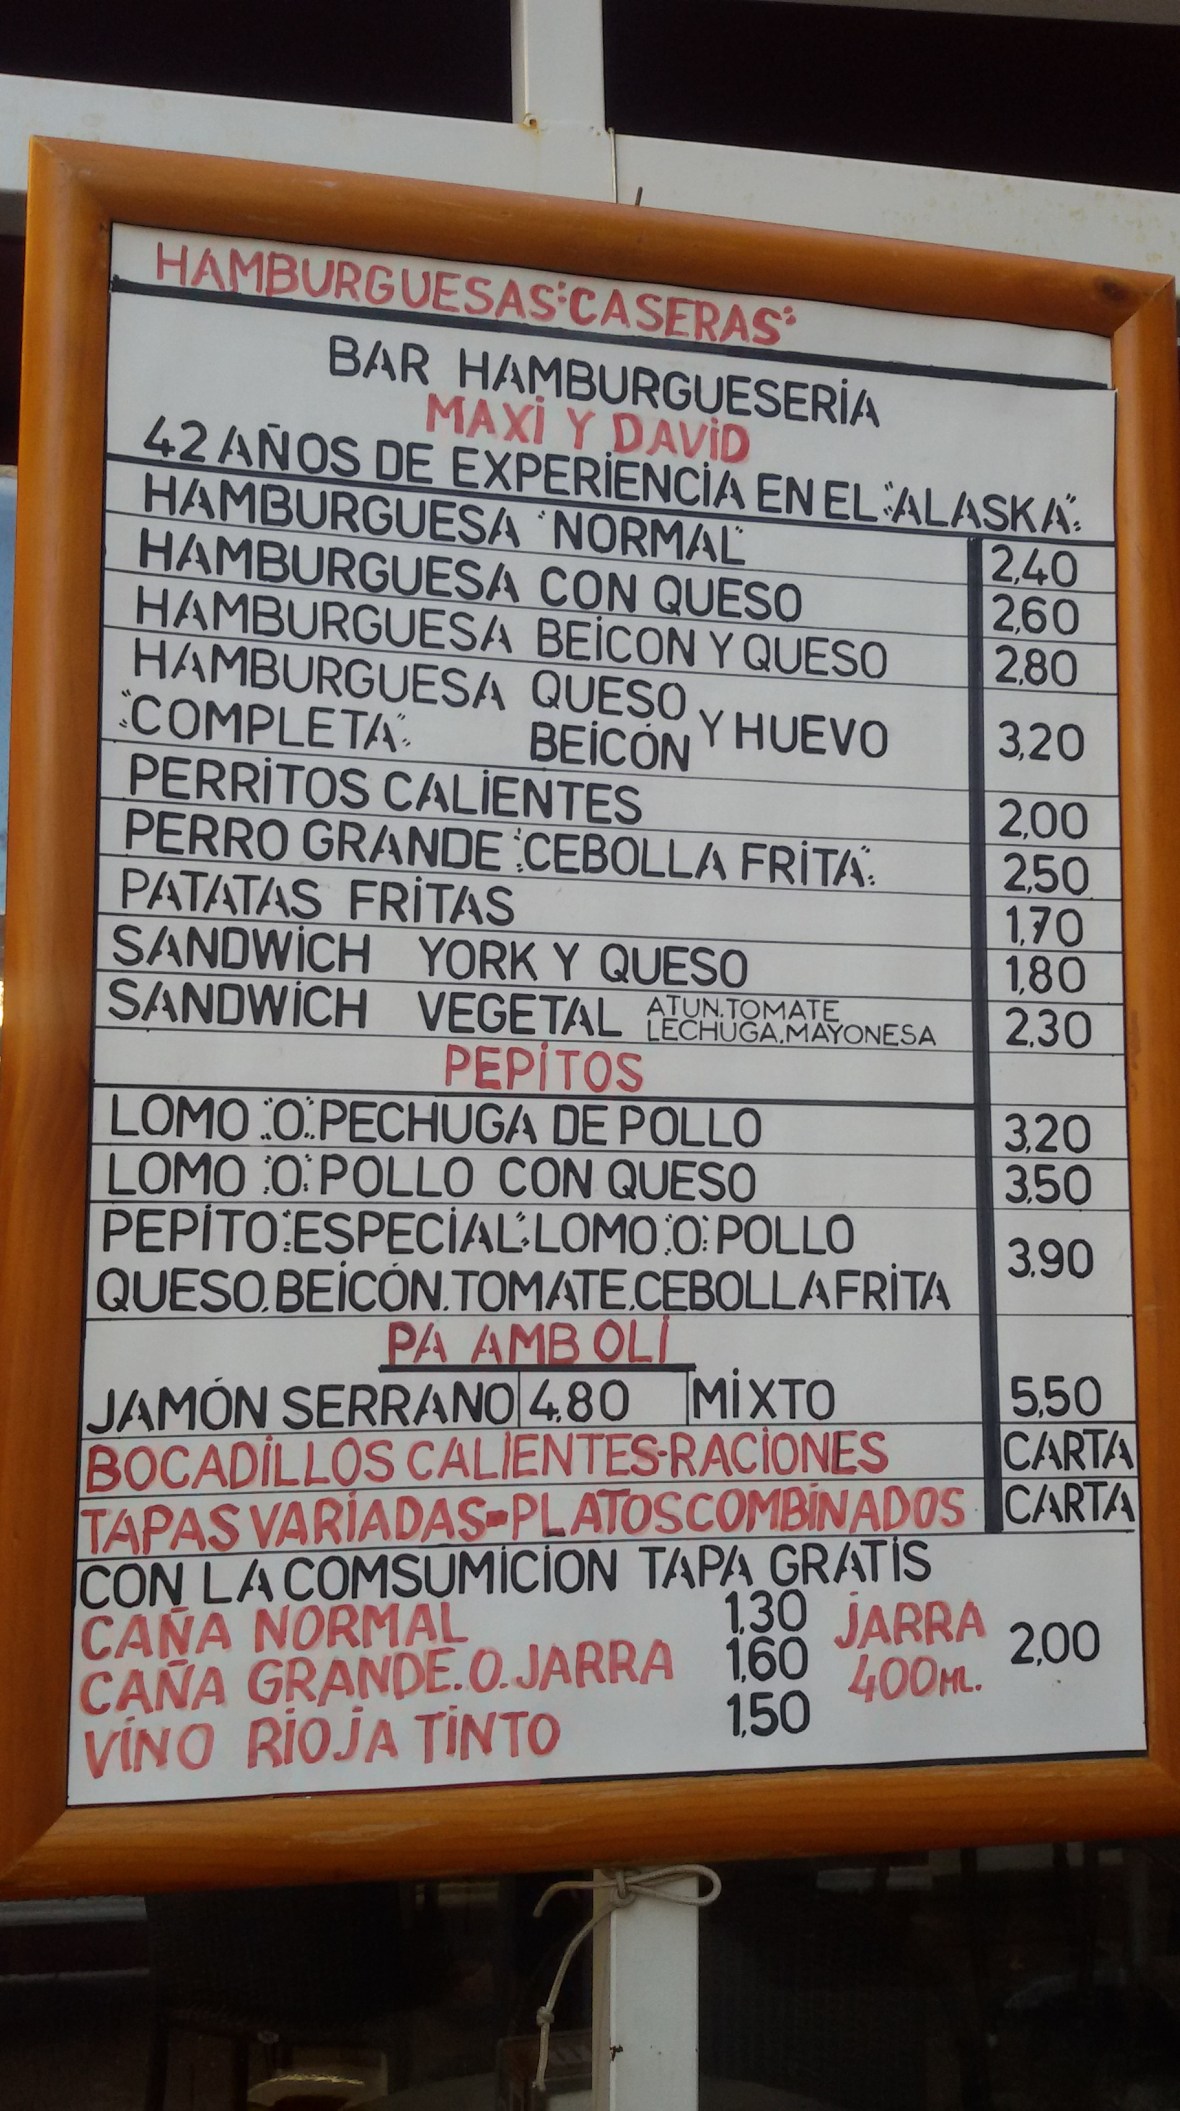 HAMBURGUESAS "CASERAS"
BAR HAMBURGUESERÍA
MAXI Y DAVID
42 AÑOS DE EXPERIENCIA EN EL "ALASKA"
HAMBURGUESA "NORMAL" 2,40
HAMBURGUESA CON QUESO 2,60
HAMBURGUESA BEICON Y QUESO 2,80
HAMBURGUESA QUESO
"COMPLETA" BEICÓN Y HUEVO 3,20
PERRITOS CALIENTES 2,00
PERRO GRANDE "CEBOLLA FRITA" 2,50
PATATAS FRITAS 1,70
SANDWICH YORK Y QUESO 1,80
SANDWICH VEGETAL ATUN.TOMATE
LECHUGA.MAYONESA 2,30
PEPITOS
LOMO "O" PECHUGA DE POLLO 3,20
LOMO "O" POLLO CON QUESO 3,50
PEPITO "ESPECIAL" LOMO "O" POLLO
QUESO.BEICÓN.TOMATE.CEBOLLA FRITA 3.90
PA AMB OLI
JAMÓN SERRANO 4,80 MIXTO 5,50
BOCADILLOS CALIENTES-RACIONES CARTA
TAPAS VARIADAS-PLATOS COMBINADOS CARTA
CON LA COMSUMICION TAPA GRATIS
CAÑA NORMAL 1,30
CAÑA GRANDE.O.JARRA 1,60
VINO RIOJA TINTO 1,50
JARRA
400ML. 2,00